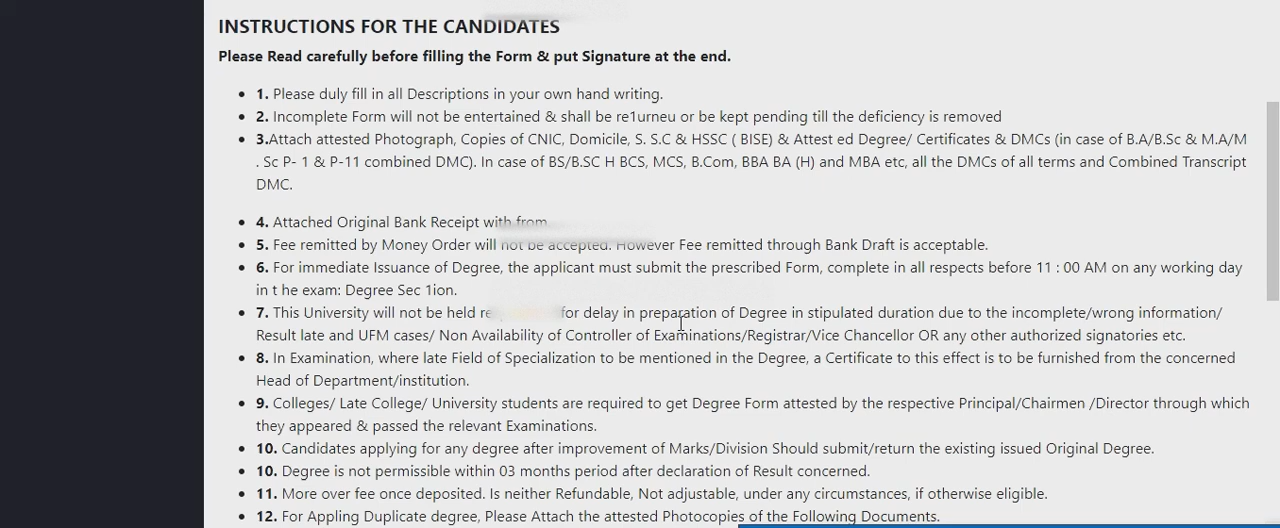 INSTRUCTIONS FOR THE CANDIDATES
Please Read carefully before filling the Form & put Signature at the end.
1. Please duly fill in all Descriptions in your own hand writing.
2. Incomplete Form will not be entertained & shall be re1urneu or be kept pending till the deficiency is removed
3.Attach attested Photograph, Copies of CNIC, Domicile, S. S.C & HSSC ( BISE) & Attest ed Degree/ Certificates & DMCs (in case of B.A/B.Sc & M.A/M
. Sc P- 1 & P-11 combined DMC). In case of BS/B.SC H BCS, MCS, B.Com, BBA BA (H) and MBA etc, all the DMCs of all terms and Combined Transcript
DMC.
4. Attached Original Bank Receipt with from
5. Fee remitted by Money Order will not be accepted. However Fee remitted through Bank Draft is acceptable.
6. For immediate Issuance of Degree, the applicant must submit the prescribed Form, complete in all respects before 11 : 00 AM on any working day
in t he exam: Degree Sec 1ion.
7. This University will not be held for delay in preparation of Degree in stipulated duration due to the incomplete/wrong information/
Result late and UFM cases/ Non Availability of Controller of Examinations/Registrar/Vice Chancellor OR any other authorized signatories etc.
8. In Examination, where late Field of Specialization to be mentioned in the Degree, a Certificate to this effect is to be furnished from the concerned
Head of Department/institution.
9. Colleges/ Late College/ University students are required to get Degree Form attested by the respective Principal/Chairmen /Director through which
they appeared & passed the relevant Examinations.
10. Candidates applying for any degree after improvement of Marks/Division Should submit/return the existing issued Original Degree.
10. Degree is not permissible within 03 months period after declaration of Result concerned.
11. More over fee once deposited. Is neither Refundable, Not adjustable, under any circumstances, if otherwise eligible.
12. For Appling Duplicate degree, Please Attach the attested Photocopies of the Following Documents.